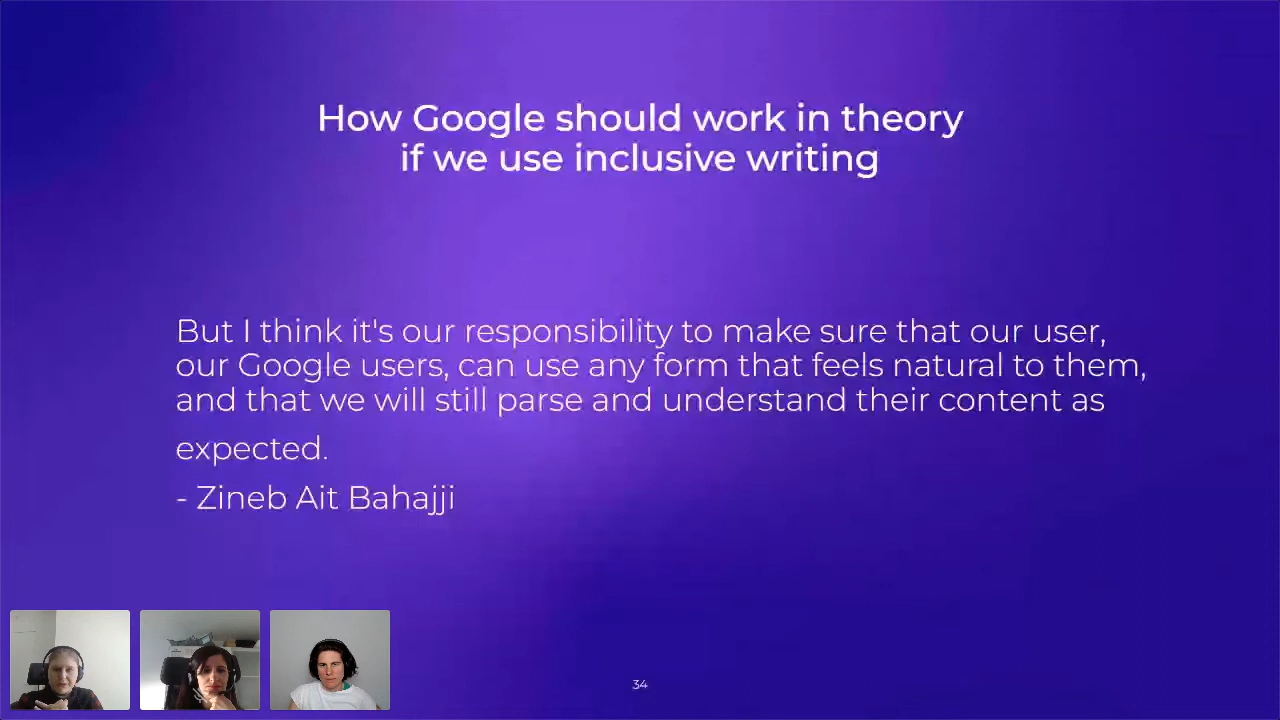 How Google should work in theory
if we use inclusive writing
But I think it's our responsibility to make sure that our user,
our Google users, can use any form that feels natural to them,
and that we will still parse and understand their content as
expected.
- Zineb Ait Bahajji
34